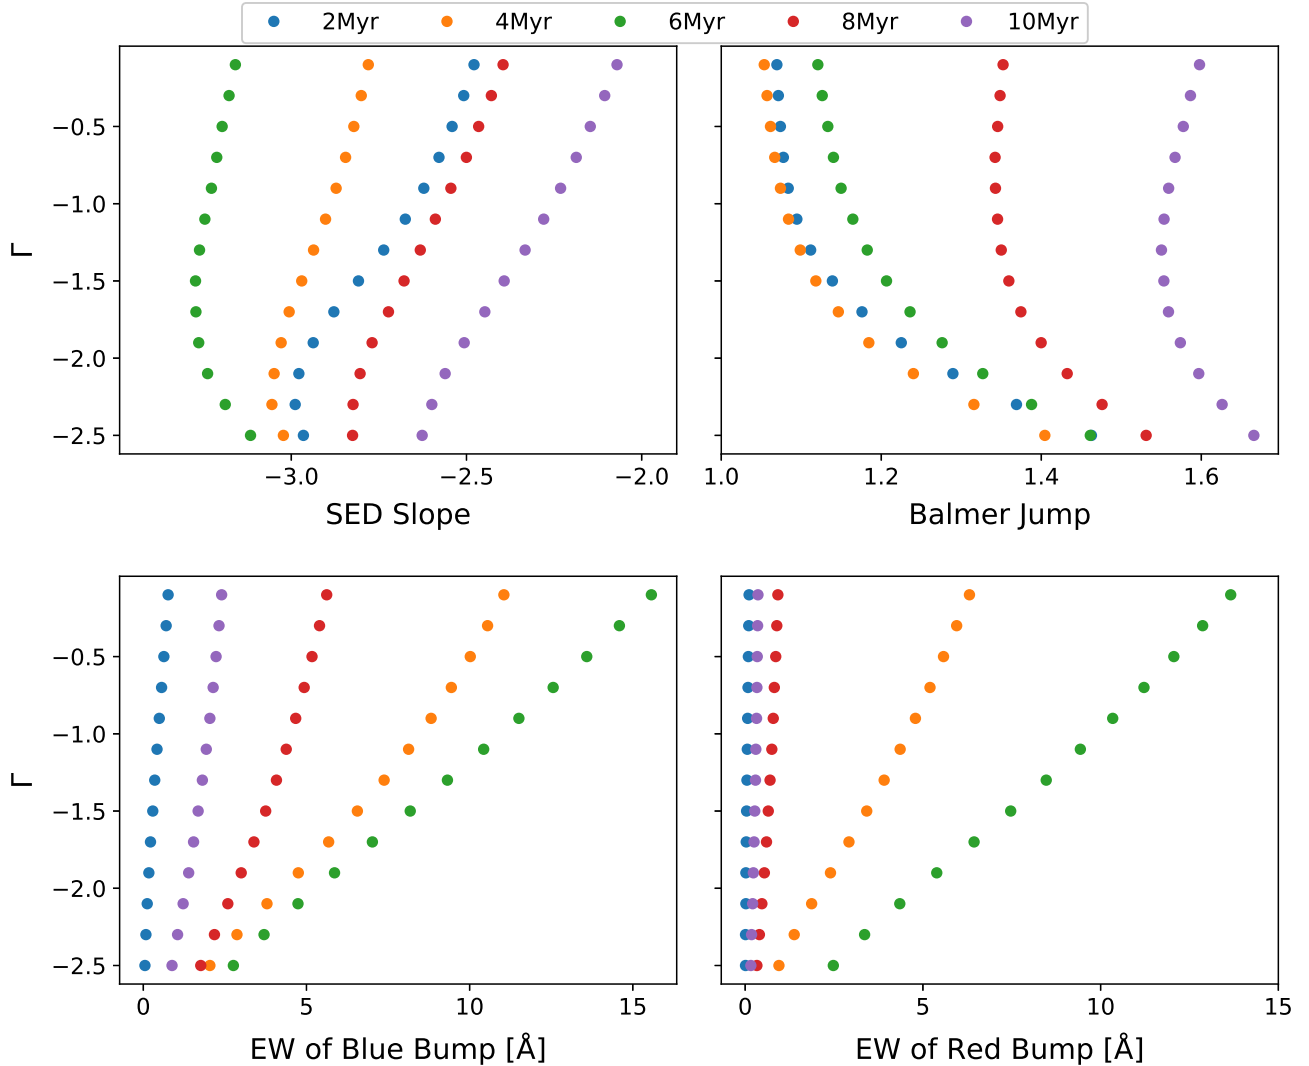 2Myr 4Myr 6Myr 8Myr 10Myr
−0.5
−1.0
−1.5
−2.0
−2.5
Γ
−3.0 −2.5 −2.0
SED Slope
1.0 1.2 1.4 1.6
Balmer Jump
−0.5
−1.0
−1.5
−2.0
−2.5
Γ
0 5 10 15
EW of Blue Bump [Å]
0 5 10 15
EW of Red Bump [Å]